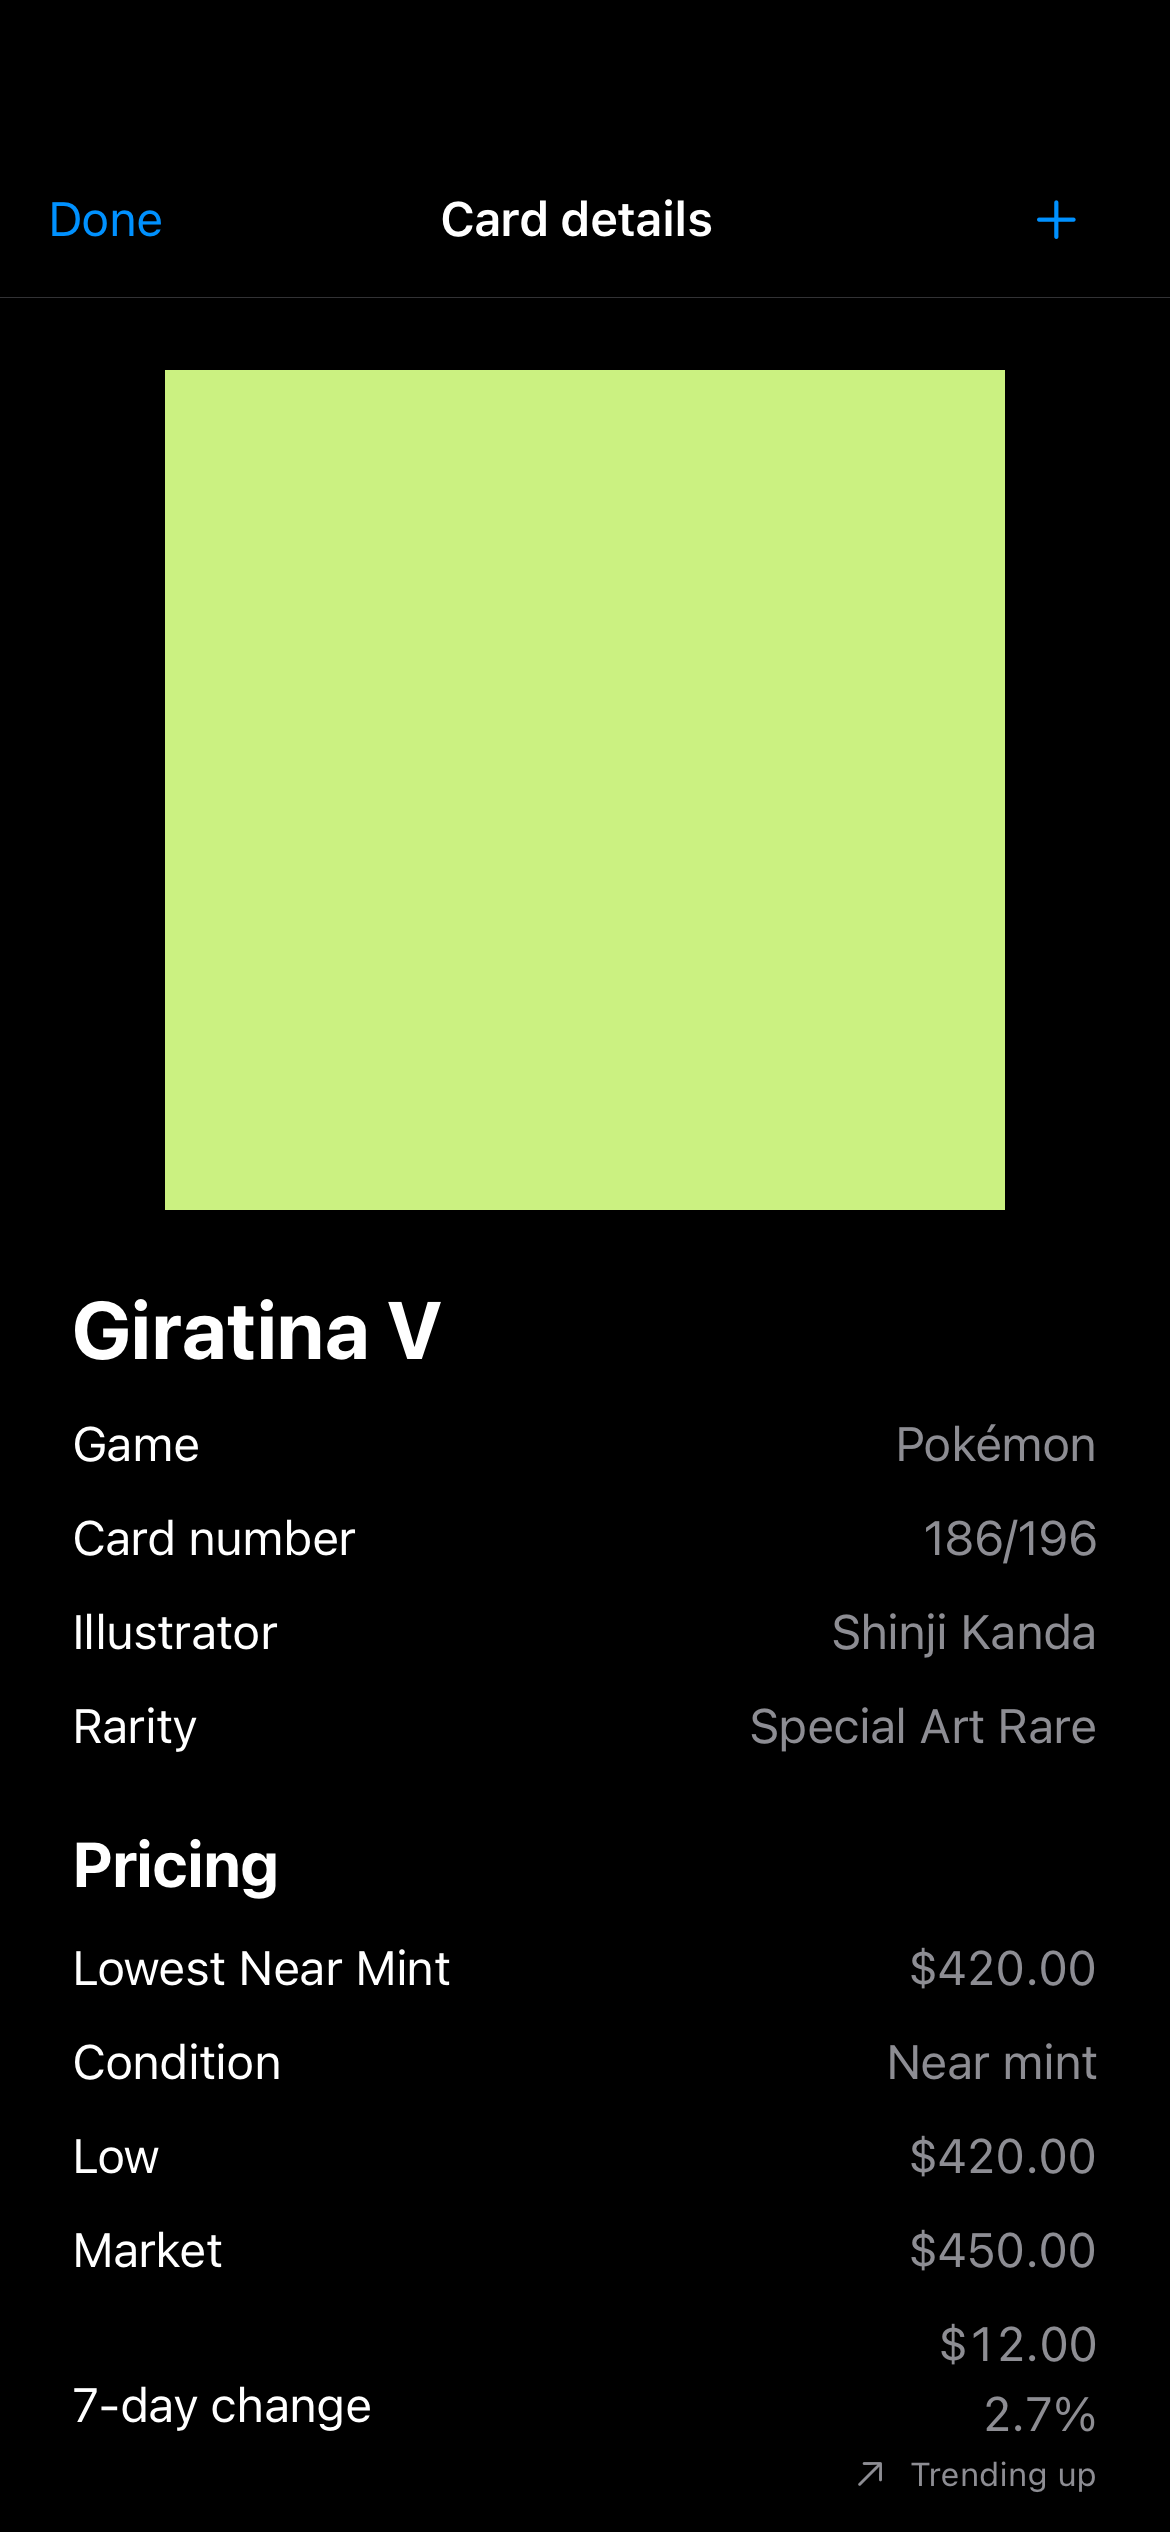 Done
Card details
Giratina V
Game Pokémon
Card number 186/196
Illustrator Shinji Kanda
Rarity Special Art Rare
Pricing
Lowest Near Mint $420.00
Condition Near mint
Low $420.00
Market $450.00
7-day change $12.00
2.7%
Trending up